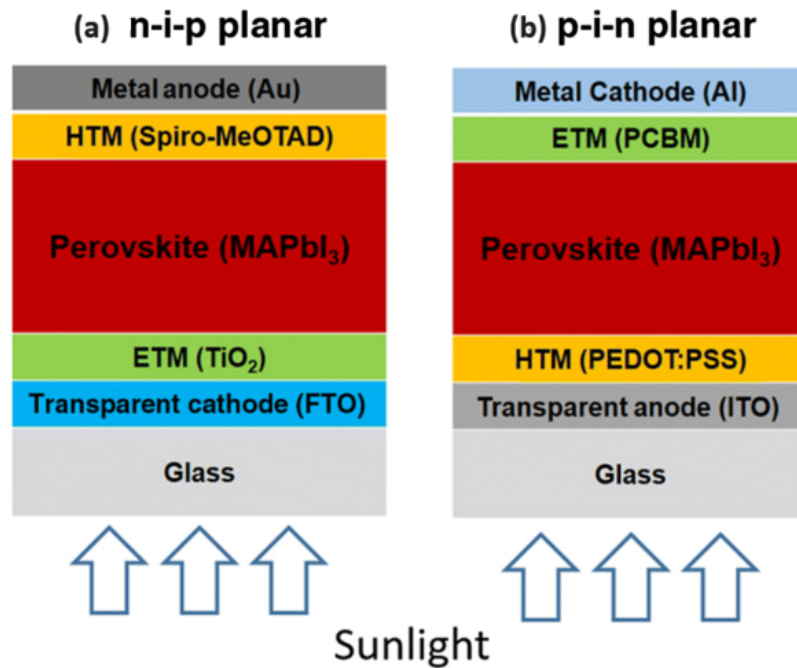 (a) n-i-p planar
Metal anode (Au)
HTM (Spiro-MeOTAD)
Perovskite (MAPbI₃)
ETM (TiO₂)
Transparent cathode (FTO)
Glass
(b) p-i-n planar
Metal Cathode (Al)
ETM (PCBM)
Perovskite (MAPbI₃)
HTM (PEDOT:PSS)
Transparent anode (ITO)
Glass
Sunlight